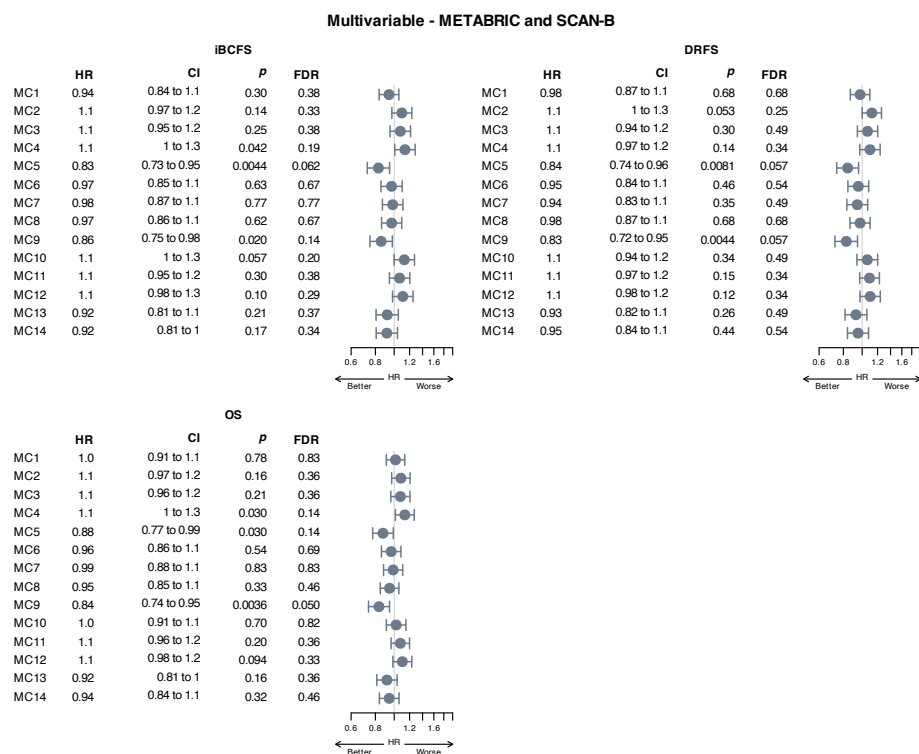 Multivariable - METABRIC and SCAN-B
iBCFS
HR CI p FDR
MC1 0.94 0.84 to 1.1 0.30 0.38
MC2 1.1 0.97 to 1.2 0.14 0.33
MC3 1.1 0.95 to 1.2 0.25 0.38
MC4 1.1 1 to 1.3 0.042 0.19
MC5 0.83 0.73 to 0.95 0.0044 0.062
MC6 0.97 0.85 to 1.1 0.63 0.67
MC7 0.98 0.87 to 1.1 0.77 0.77
MC8 0.97 0.86 to 1.1 0.62 0.67
MC9 0.86 0.75 to 0.98 0.020 0.14
MC10 1.1 1 to 1.3 0.057 0.20
MC11 1.1 0.95 to 1.2 0.30 0.38
MC12 1.1 0.98 to 1.3 0.10 0.29
MC13 0.92 0.81 to 1.1 0.21 0.37
MC14 0.92 0.81 to 1 0.17 0.34
0.6 0.8 1.2 1.6
HR
Better Worse
DRFS
HR CI p FDR
MC1 0.98 0.87 to 1.1 0.68 0.68
MC2 1.1 1 to 1.3 0.053 0.25
MC3 1.1 0.94 to 1.2 0.30 0.49
MC4 1.1 0.97 to 1.2 0.14 0.34
MC5 0.84 0.74 to 0.96 0.0081 0.057
MC6 0.95 0.84 to 1.1 0.46 0.54
MC7 0.94 0.83 to 1.1 0.35 0.49
MC8 0.98 0.87 to 1.1 0.68 0.68
MC9 0.83 0.72 to 0.95 0.0044 0.057
MC10 1.1 0.94 to 1.2 0.34 0.49
MC11 1.1 0.97 to 1.2 0.15 0.34
MC12 1.1 0.98 to 1.2 0.12 0.34
MC13 0.93 0.82 to 1.1 0.26 0.49
MC14 0.95 0.84 to 1.1 0.44 0.54
0.6 0.8 1.2 1.6
HR
Better Worse
OS
HR CI p FDR
MC1 1.0 0.91 to 1.1 0.78 0.83
MC2 1.1 0.97 to 1.2 0.16 0.36
MC3 1.1 0.96 to 1.2 0.21 0.36
MC4 1.1 1 to 1.3 0.030 0.14
MC5 0.88 0.77 to 0.99 0.030 0.14
MC6 0.96 0.86 to 1.1 0.54 0.69
MC7 0.99 0.88 to 1.1 0.83 0.83
MC8 0.95 0.85 to 1.1 0.33 0.46
MC9 0.84 0.74 to 0.95 0.0036 0.050
MC10 1.0 0.91 to 1.1 0.70 0.82
MC11 1.1 0.96 to 1.2 0.20 0.36
MC12 1.1 0.98 to 1.2 0.094 0.33
MC13 0.92 0.81 to 1 0.16 0.36
MC14 0.94 0.84 to 1.1 0.32 0.46
0.6 0.8 1.2 1.6
HR
Better Worse